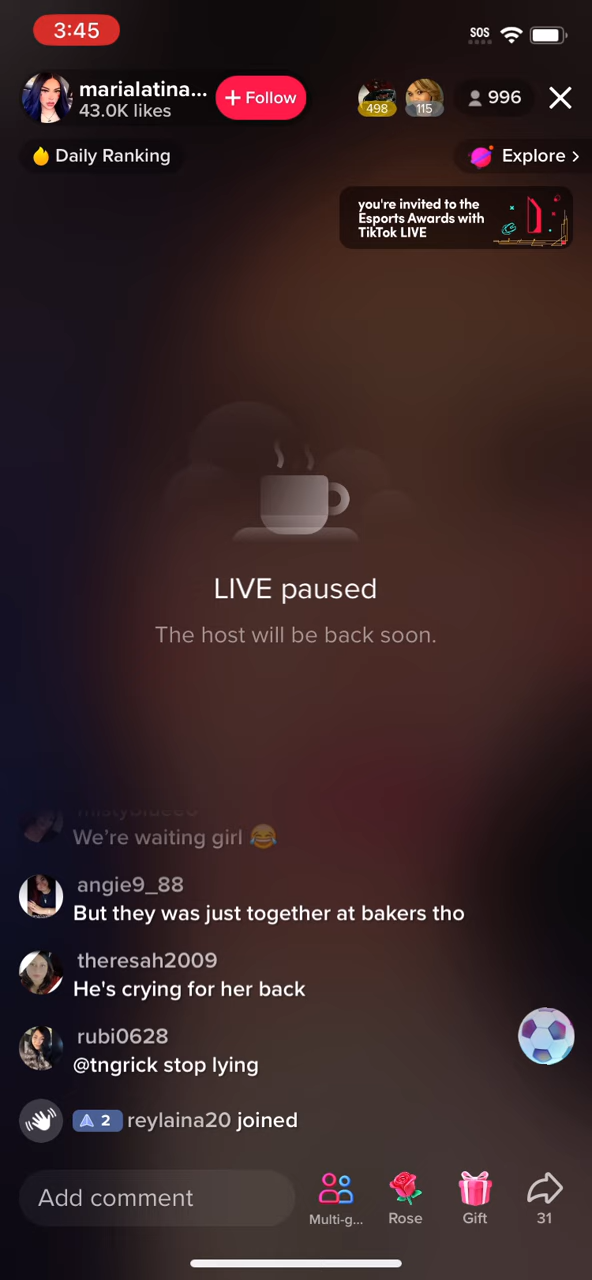 3:45
SOS
marialatina...
43.0K likes
+ Follow
498
115
996
Daily Ranking
Explore >
you're invited to the
Esports Awards with
TikTok LIVE
LIVE paused
The host will be back soon.
We're waiting girl 😂
angie9_88
But they was just together at bakers tho
theresah2009
He's crying for her back
rubi0628
@tngrick stop lying
2 reylaina20 joined
Add comment
Multi-g...
Rose
Gift
31